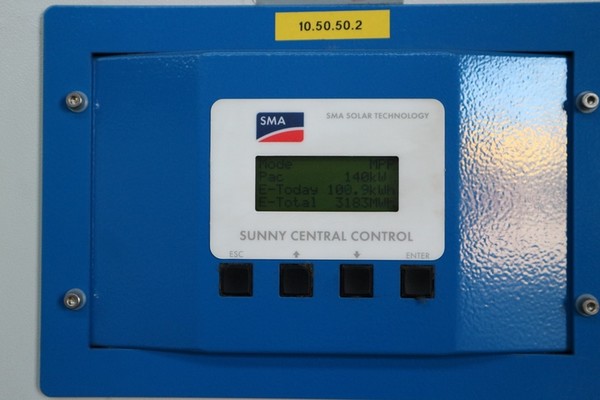 10.50.50.2
SMA
SMA SOLAR TECHNOLOGY
Mode MPP
Pac 140kW
E-Today 108.9kWh
E-Total 3183MWh
SUNNY CENTRAL CONTROL
ESC ENTER